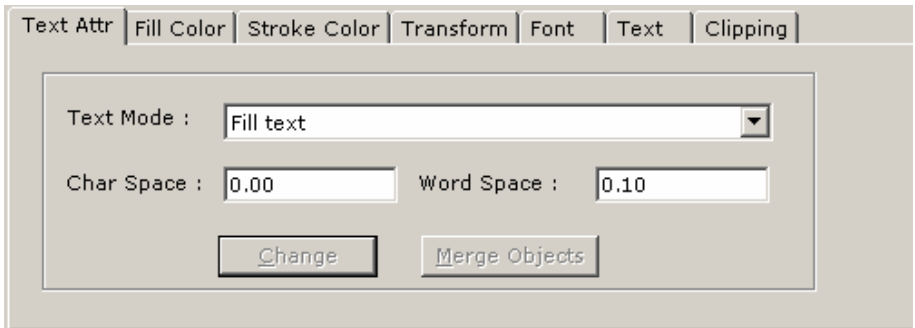 Text Attr Fill Color Stroke Color Transform Font Text Clipping
Text Mode : Fill text
Char Space : 0.00 Word Space : 0.10
Change Merge Objects